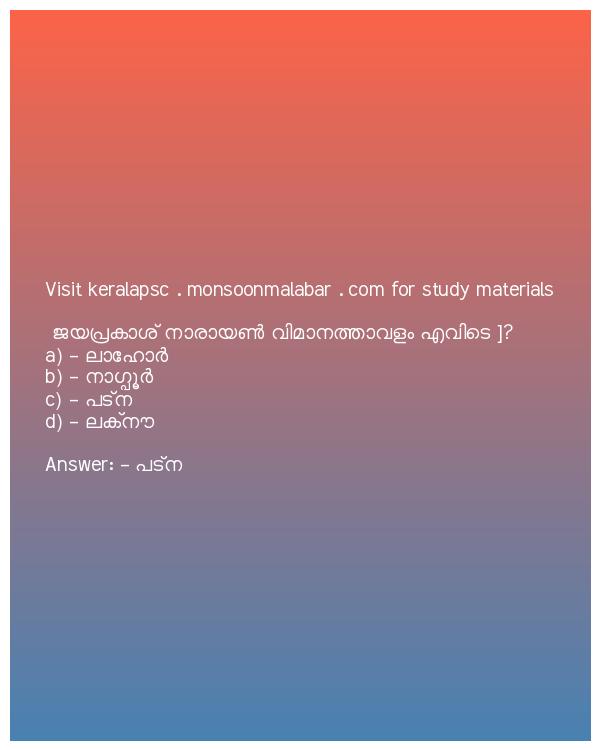 Visit keralapsc . monsoonmalabar . com for study materials
ജയപ്രകാശ് നാരായൺ വിമാനത്താവളം എവിടെ ]?
a) - ലാഹോർ
b) - നാഗ്പൂർ
c) - പട്ന
d) - ലക്നൗ
Answer: - പട്ന